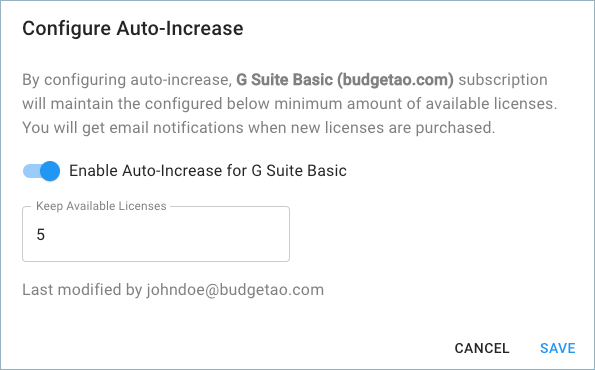 Configure Auto-Increase
By configuring auto-increase, G Suite Basic (budgetao.com) subscription
will maintain the configured below minimum amount of available licenses.
You will get email notifications when new licenses are purchased.
Enable Auto-Increase for G Suite Basic
Keep Available Licenses
5
Last modified by johndoe@budgetao.com
CANCEL SAVE